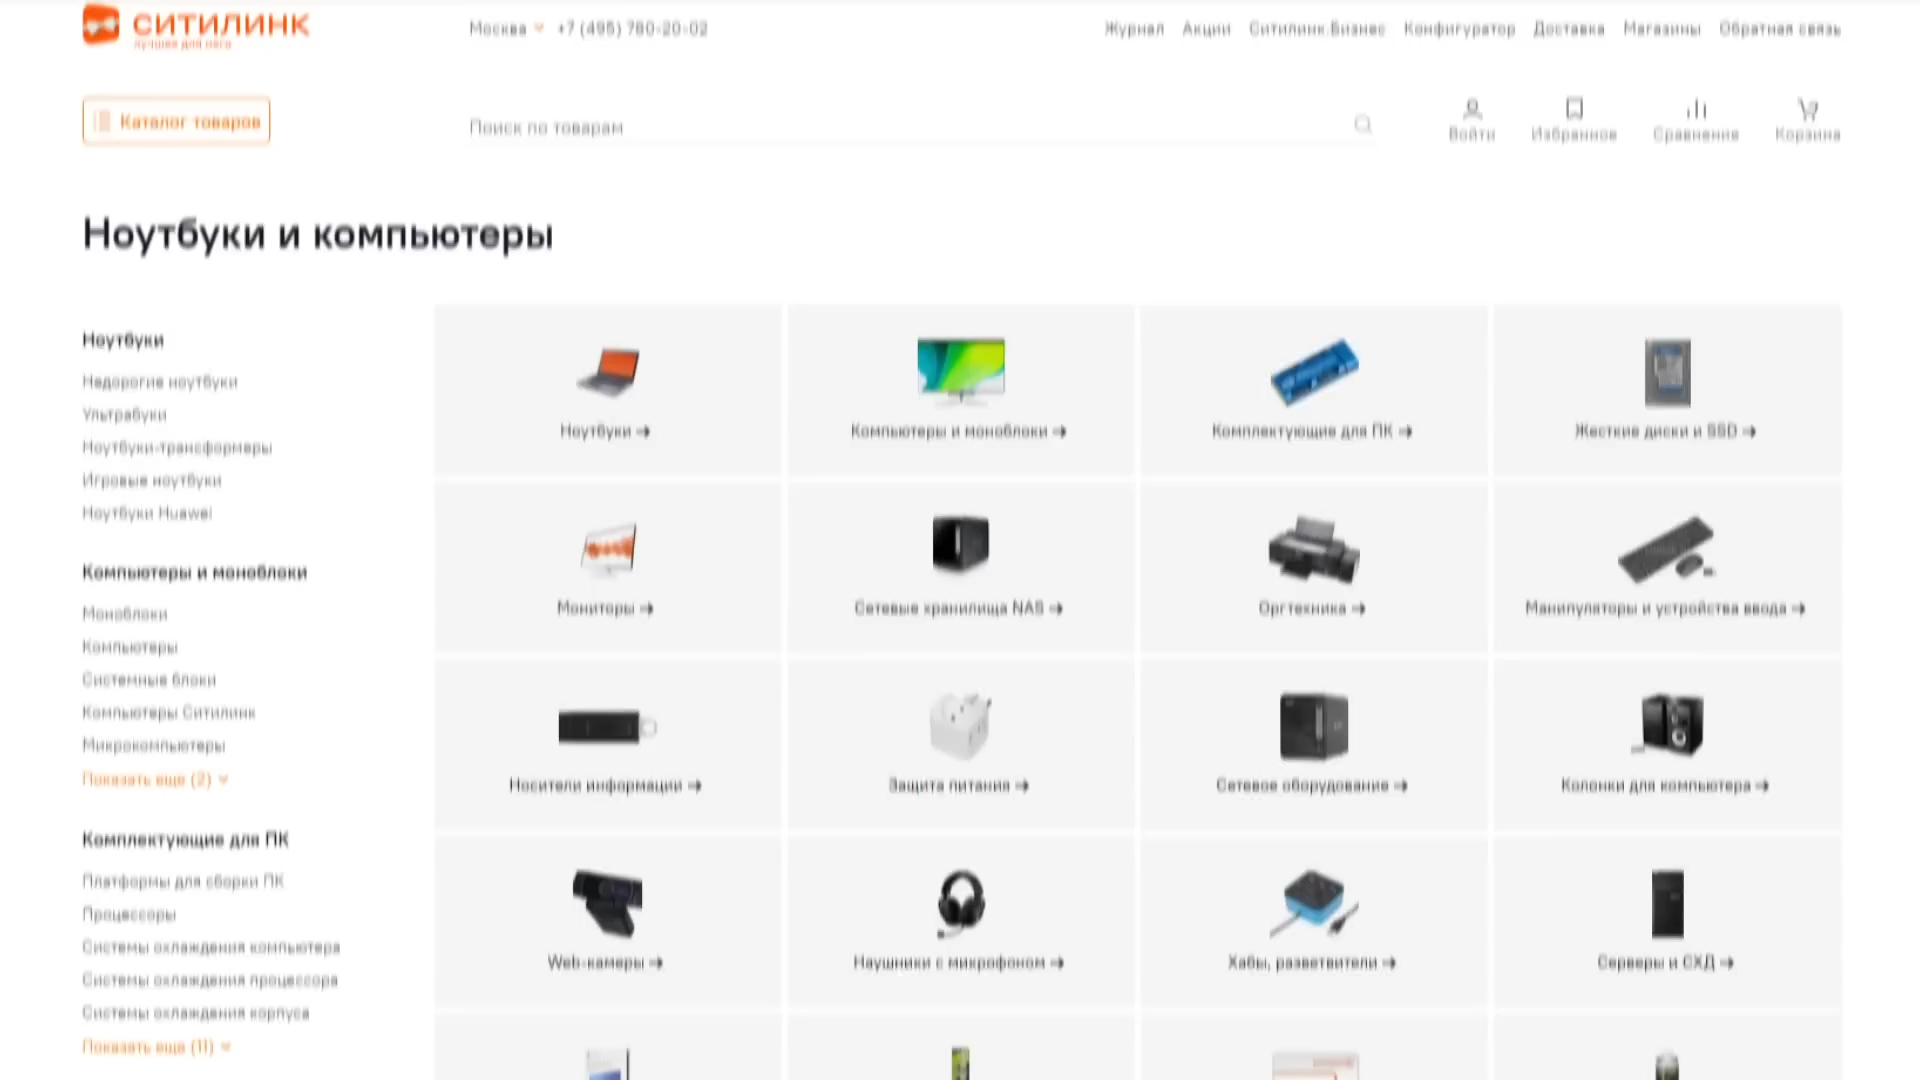 СИТИЛИНК
лучшее для него
Москва +7 (495) 780-20-02
Журнал Акции Ситилинк.Бизнес Конфигуратор Доставка Магазины Обратная связь
Каталог товаров
Поиск по товарам
Войти Избранное Сравнение Корзина
Ноутбуки и компьютеры
Ноутбуки
Недорогие ноутбуки
Ультрабуки
Ноутбуки-трансформеры
Игровые ноутбуки
Ноутбуки Huawei
Компьютеры и моноблоки
Моноблоки
Компьютеры
Системные блоки
Компьютеры Ситилинк
Микрокомпьютеры
Показать еще (2)
Комплектующие для ПК
Платформы для сборки ПК
Процессоры
Системы охлаждения компьютера
Системы охлаждения процессора
Системы охлаждения корпуса
Показать еще (11)
Ноутбуки →
Компьютеры и моноблоки →
Комплектующие для ПК →
Жесткие диски и SSD →
Мониторы →
Сетевые хранилища NAS →
Оргтехника →
Манипуляторы и устройства ввода →
Носители информации →
Защита питания →
Сетевое оборудование →
Колонки для компьютера →
Web-камеры →
Наушники с микрофоном →
Хабы, разветвители →
Серверы и СХД →